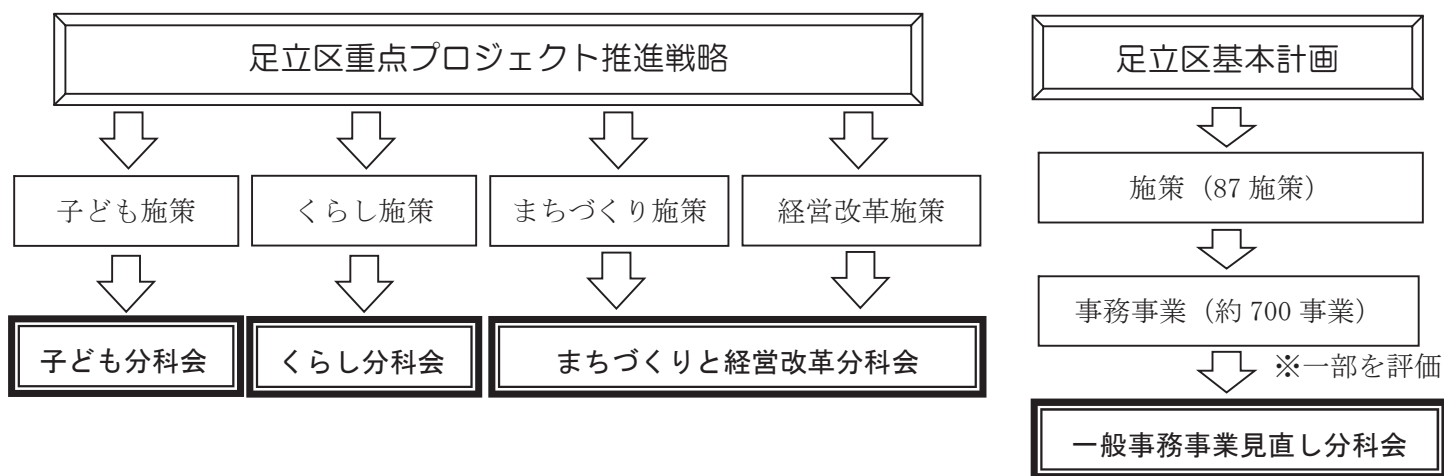 足立区重点プロジェクト推進戦略
子ども施策
くらし施策
まちづくり施策
経営改革施策
子ども分科会
くらし分科会
まちづくりと経営改革分科会
足立区基本計画
施策（87 施策）
事務事業（約 700 事業）
※一部を評価
一般事務事業見直し分科会